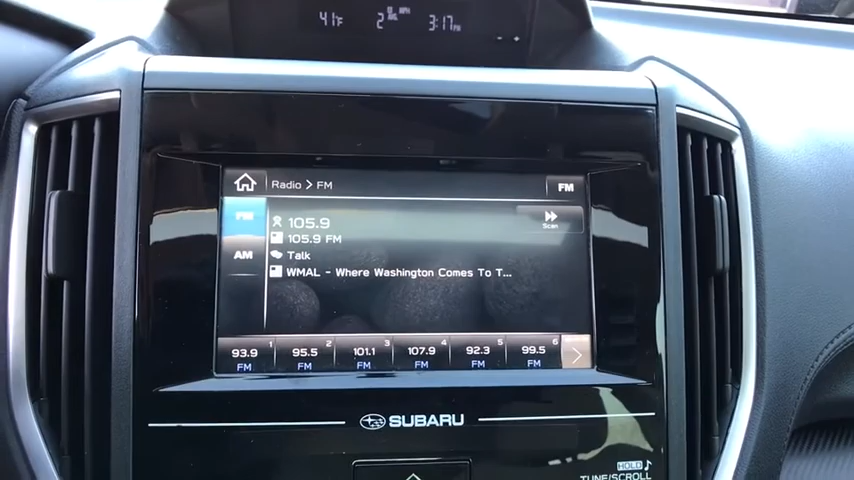 41°F 2 MPH 3:17PM
- +
Radio > FM FM
FM
AM
105.9
105.9 FM
Talk
WMAL - Where Washington Comes To T...
Scan
93.9 1 95.5 2 101.1 3 107.9 4 92.3 5 99.5 6
FM FM FM FM FM FM
SUBARU
HOLD
TUNE/SCROLL